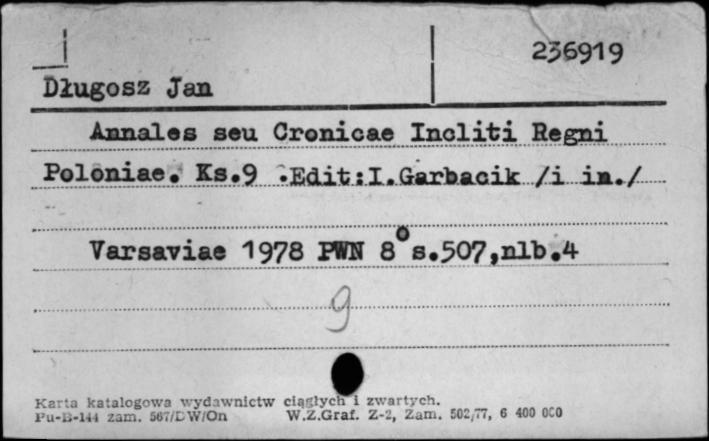 236919
Długosz Jan
Annales seu Cronicae Incliti Regni
Poloniae. Ks.9 .Edit:I.Garbacik /i in./
Varsaviae 1978 PWN 8° s.507,nlb.4
9
Karta katalogowa wydawnictw ciągłych i zwartych.
Pu-B-144 zam. 567/DW/On W.Z.Graf. Z-2, Zam. 502/77, 6 400 000